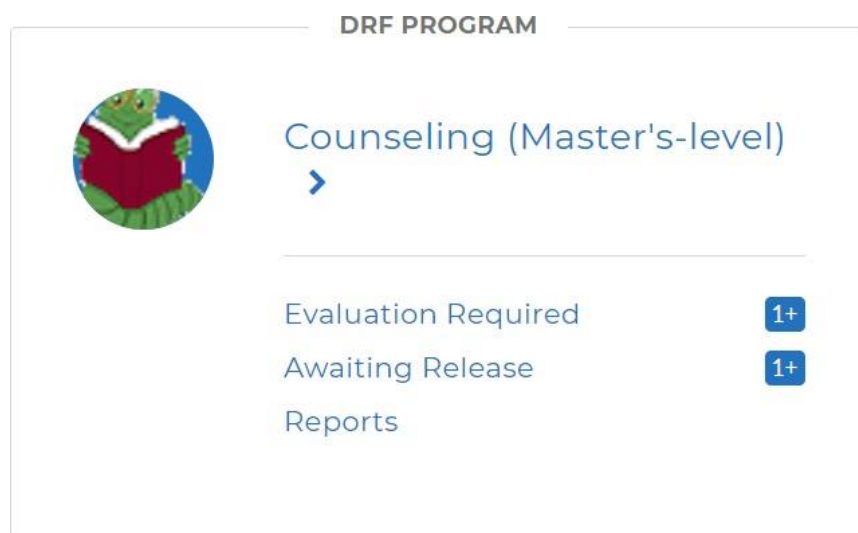 DRF PROGRAM
Counseling (Master's-level)
Evaluation Required 1+
Awaiting Release 1+
Reports